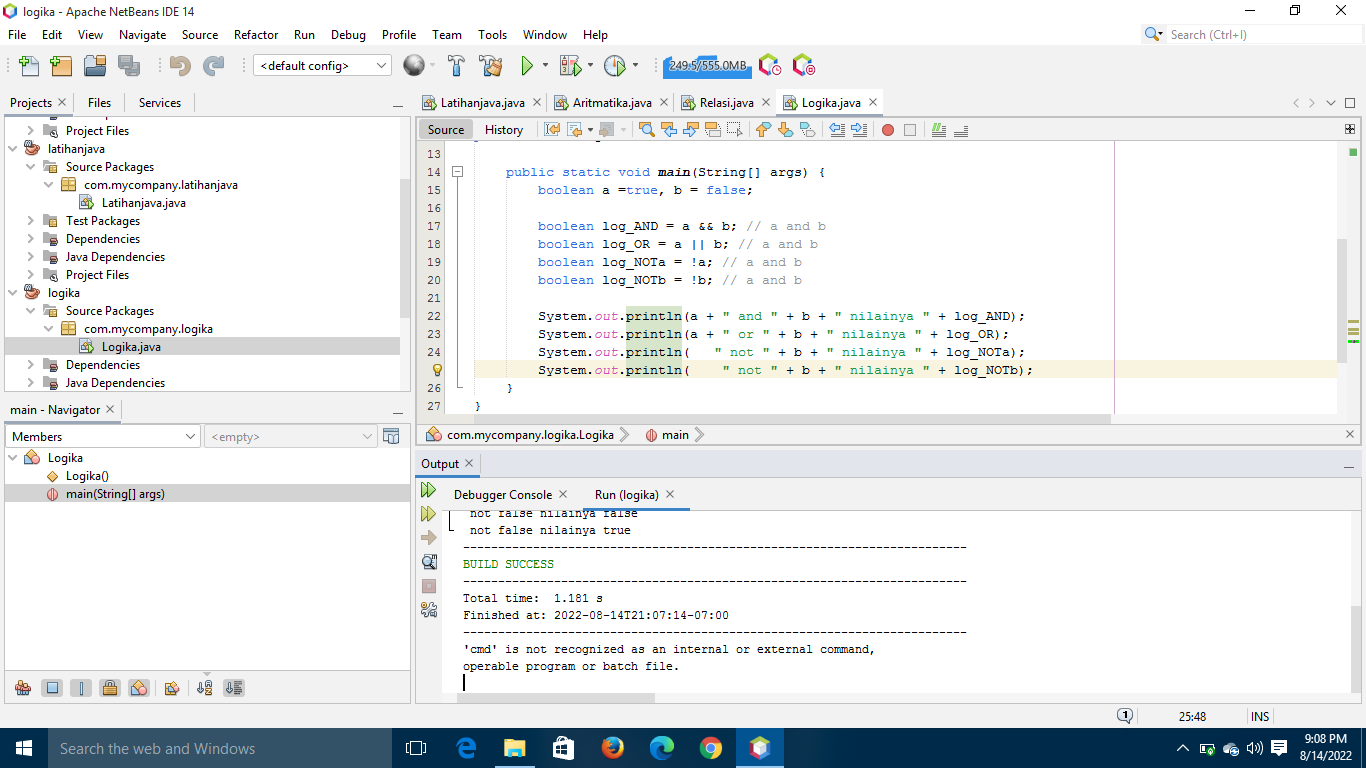 logika - Apache NetBeans IDE 14
File Edit View Navigate Source Refactor Run Debug Profile Team Tools Window Help
Search (Ctrl+I)
<default config>
249.5/555.0MB
Projects Files Services
Project Files
latihanjava
Source Packages
com.mycompany.latihanjava
Latihanjava.java
Test Packages
Dependencies
Java Dependencies
Project Files
logika
Source Packages
com.mycompany.logika
Logika.java
Dependencies
Java Dependencies
main - Navigator
Members
<empty>
Logika
Logika()
main(String[] args)
Latihanjava.java Aritmatika.java Relasi.java Logika.java
Source History
13
14 public static void main(String[] args) {
15 boolean a =true, b = false;
16
17 boolean log_AND = a && b; // a and b
18 boolean log_OR = a || b; // a and b
19 boolean log_NOTa = !a; // a and b
20 boolean log_NOTb = !b; // a and b
21
22 System.out.println(a + " and " + b + " nilainya " + log_AND);
23 System.out.println(a + " or " + b + " nilainya " + log_OR);
24 System.out.println(   " not " + b + " nilainya " + log_NOTa);
System.out.println(    " not " + b + " nilainya " + log_NOTb);
26 }
27 }
com.mycompany.logika.Logika main
Output
Debugger Console Run (logika)
not false nilainya false
not false nilainya true
------------------------------------------------------------------------
BUILD SUCCESS
------------------------------------------------------------------------
Total time:  1.181 s
Finished at: 2022-08-14T21:07:14-07:00
------------------------------------------------------------------------
'cmd' is not recognized as an internal or external command,
operable program or batch file.
1 25:48 INS
Search the web and Windows
9:08 PM
8/14/2022